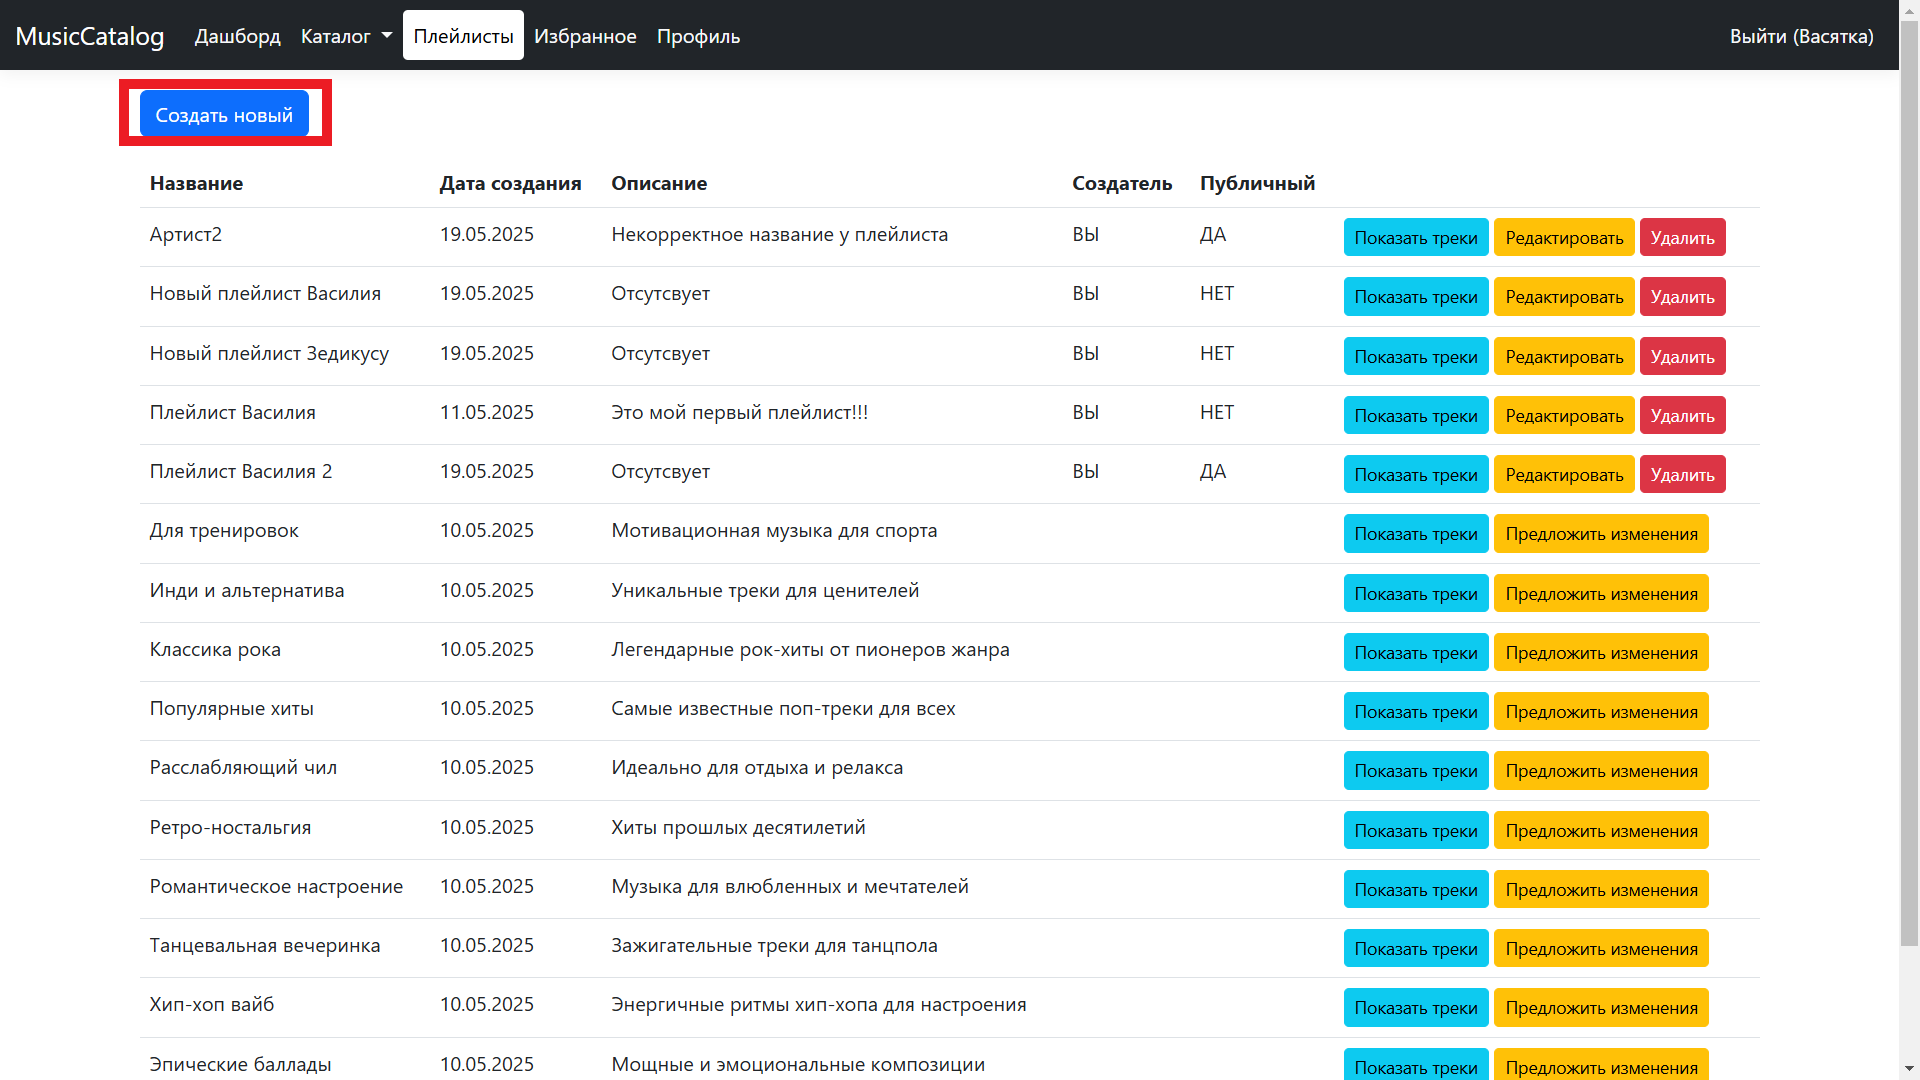 MusicCatalog Дашборд Каталог Плейлисты Избранное Профиль Выйти (Васятка)
Создать новый
Название Дата создания Описание Создатель Публичный
Артист2 19.05.2025 Некорректное название у плейлиста ВЫ ДА Показать треки Редактировать Удалить
Новый плейлист Василия 19.05.2025 Отсутсвует ВЫ НЕТ Показать треки Редактировать Удалить
Новый плейлист Зедикусу 19.05.2025 Отсутсвует ВЫ НЕТ Показать треки Редактировать Удалить
Плейлист Василия 11.05.2025 Это мой первый плейлист!!! ВЫ НЕТ Показать треки Редактировать Удалить
Плейлист Василия 2 19.05.2025 Отсутсвует ВЫ ДА Показать треки Редактировать Удалить
Для тренировок 10.05.2025 Мотивационная музыка для спорта Показать треки Предложить изменения
Инди и альтернатива 10.05.2025 Уникальные треки для ценителей Показать треки Предложить изменения
Классика рока 10.05.2025 Легендарные рок-хиты от пионеров жанра Показать треки Предложить изменения
Популярные хиты 10.05.2025 Самые известные поп-треки для всех Показать треки Предложить изменения
Расслабляющий чил 10.05.2025 Идеально для отдыха и релакса Показать треки Предложить изменения
Ретро-ностальгия 10.05.2025 Хиты прошлых десятилетий Показать треки Предложить изменения
Романтическое настроение 10.05.2025 Музыка для влюбленных и мечтателей Показать треки Предложить изменения
Танцевальная вечеринка 10.05.2025 Зажигательные треки для танцпола Показать треки Предложить изменения
Хип-хоп вайб 10.05.2025 Энергичные ритмы хип-хопа для настроения Показать треки Предложить изменения
Эпические баллады 10.05.2025 Мощные и эмоциональные композиции Показать треки Предложить изменения